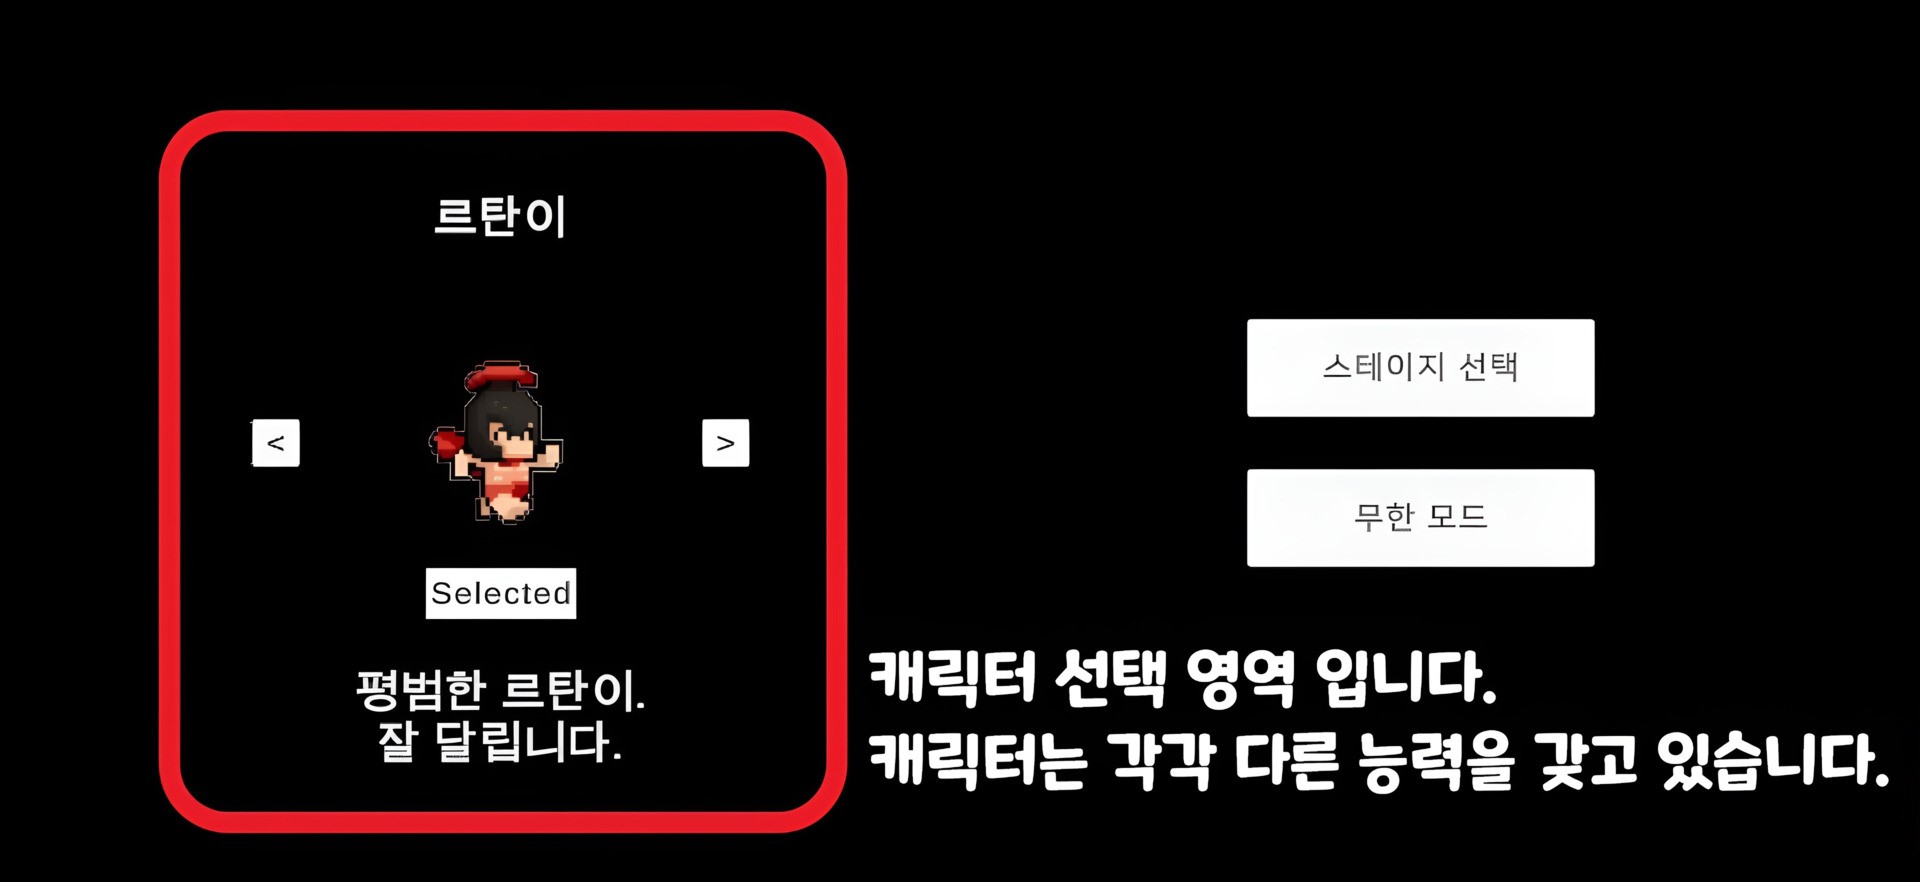 르탄이
<
>
Selected
평범한 르탄이.
잘 달립니다.
스테이지 선택
무한 모드
캐릭터 선택 영역 입니다.
캐릭터는 각각 다른 능력을 갖고 있습니다.